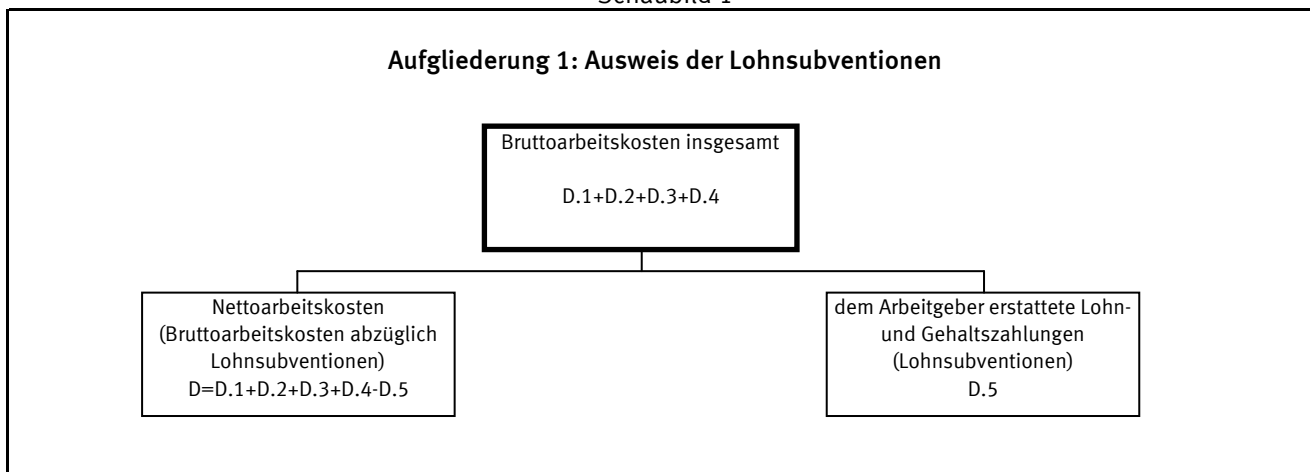 Schaubild 1
Aufgliederung 1: Ausweis der Lohnsubventionen
Bruttoarbeitskosten insgesamt
D.1+D.2+D.3+D.4
Nettoarbeitskosten
(Bruttoarbeitskosten abzüglich
Lohnsubventionen)
D=D.1+D.2+D.3+D.4-D.5
dem Arbeitgeber erstattete Lohn-
und Gehaltszahlungen
(Lohnsubventionen)
D.5